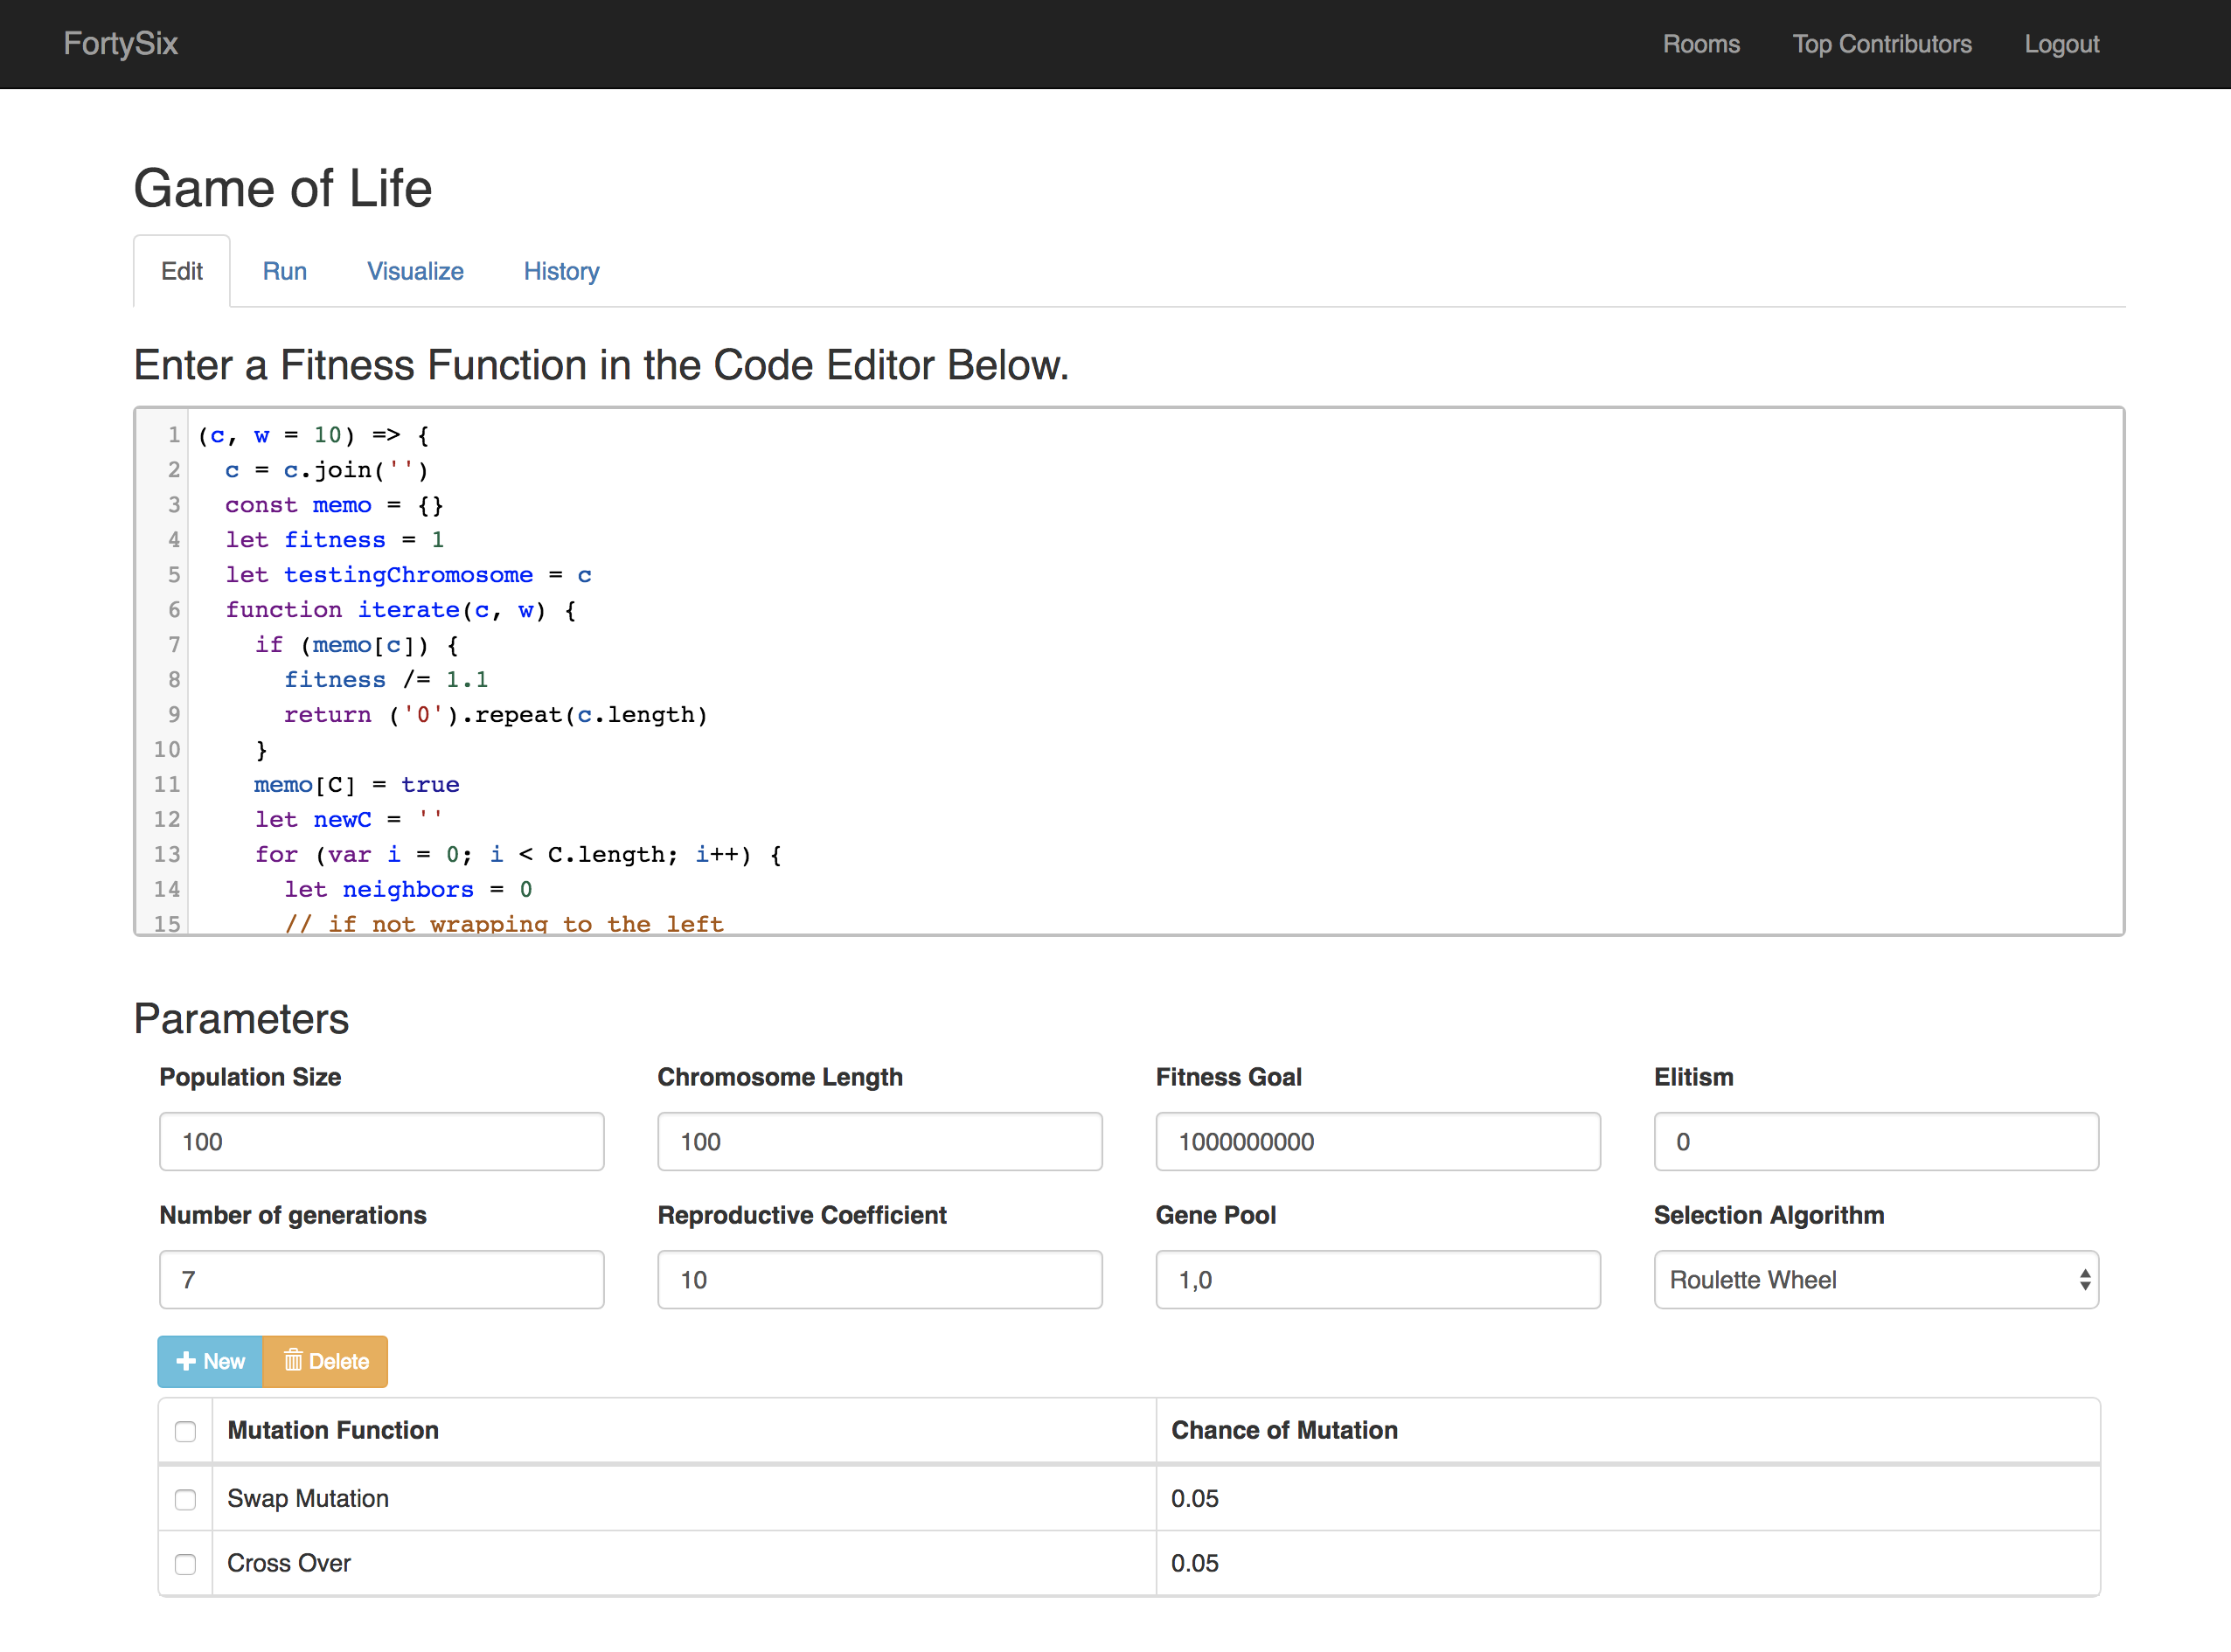 FortySix Rooms Top Contributors Logout
Game of Life
Edit Run Visualize History
Enter a Fitness Function in the Code Editor Below.
1 (c, w = 10) => {
2 c = c.join('')
3 const memo = {}
4 let fitness = 1
5 let testingChromosome = c
6 function iterate(c, w) {
7 if (memo[c]) {
8 fitness /= 1.1
9 return ('0').repeat(c.length)
10 }
11 memo[C] = true
12 let newC = ''
13 for (var i = 0; i < C.length; i++) {
14 let neighbors = 0
15 // if not wrapping to the left
Parameters
Population Size Chromosome Length Fitness Goal Elitism
100 100 1000000000 0
Number of generations Reproductive Coefficient Gene Pool Selection Algorithm
7 10 1,0 Roulette Wheel
New Delete
Mutation Function Chance of Mutation
Swap Mutation 0.05
Cross Over 0.05